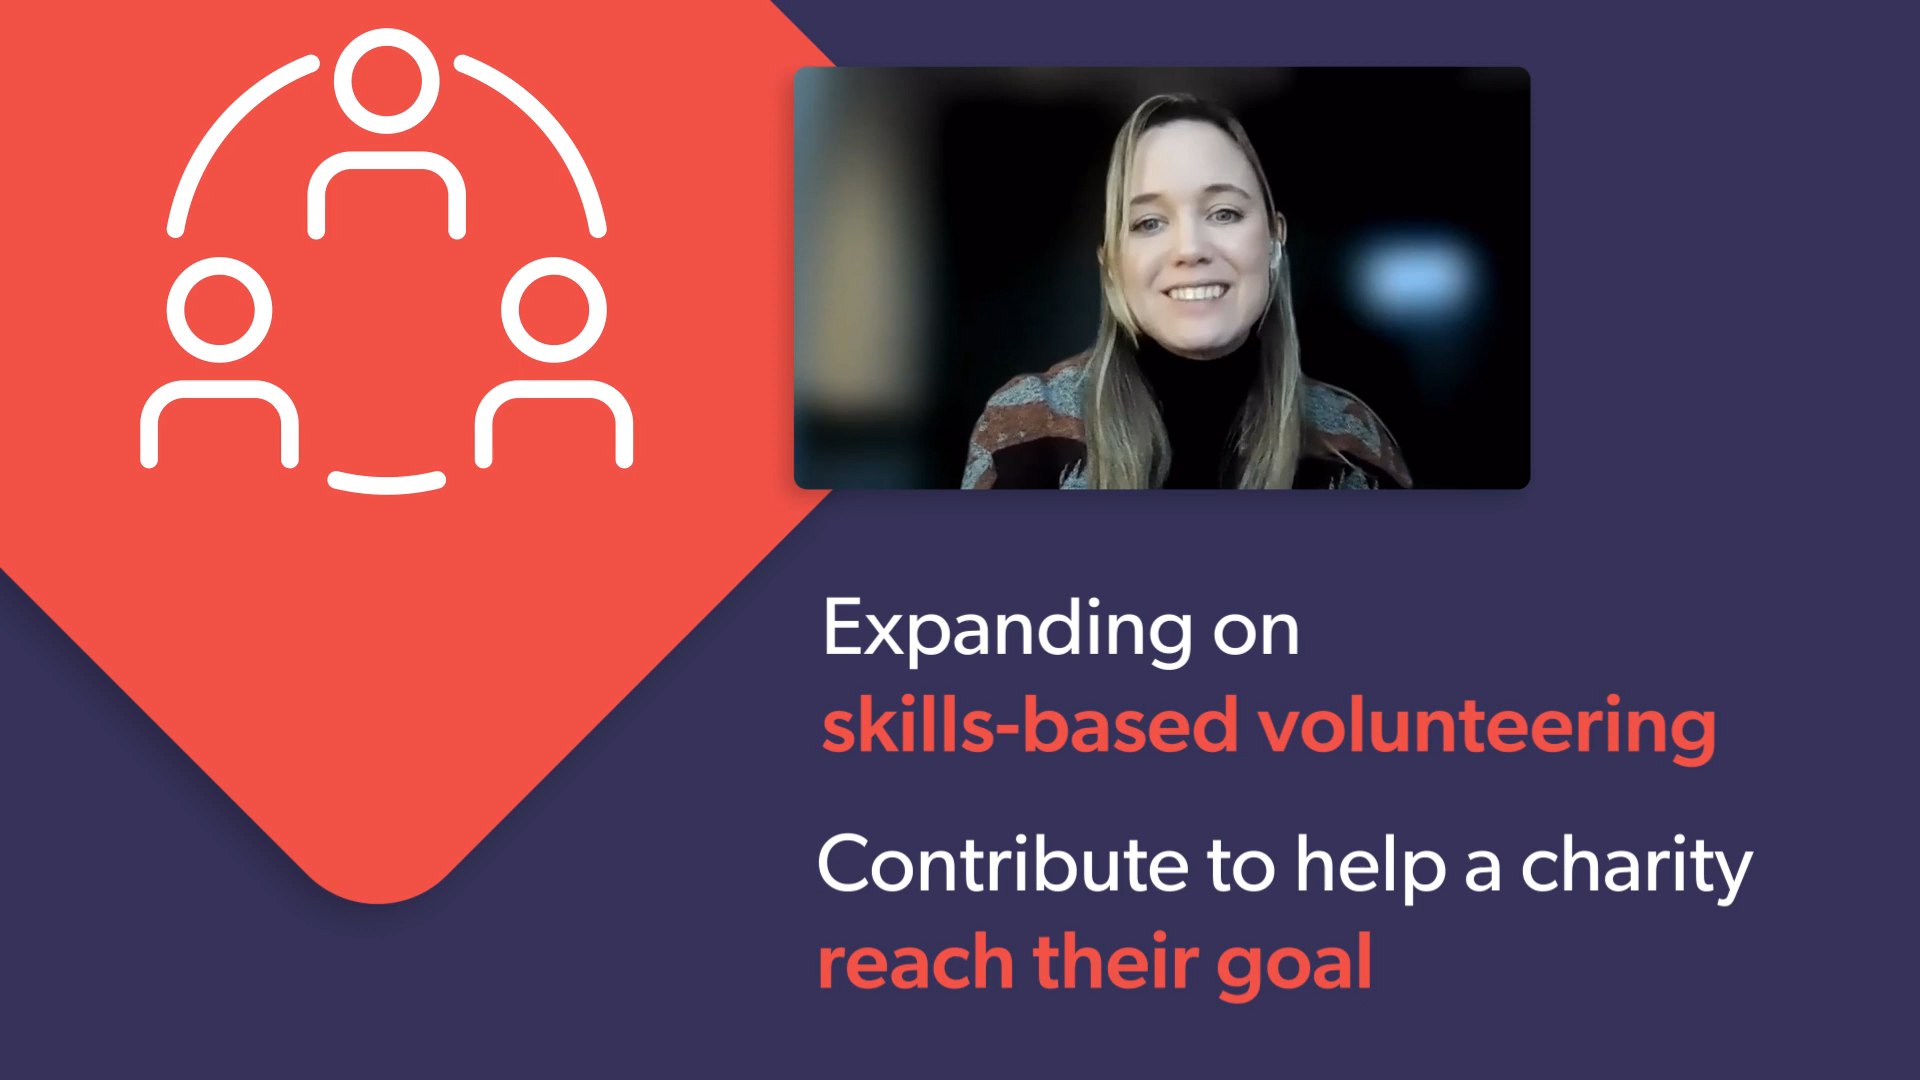 Expanding on
skills-based volunteering
Contribute to help a charity
reach their goal